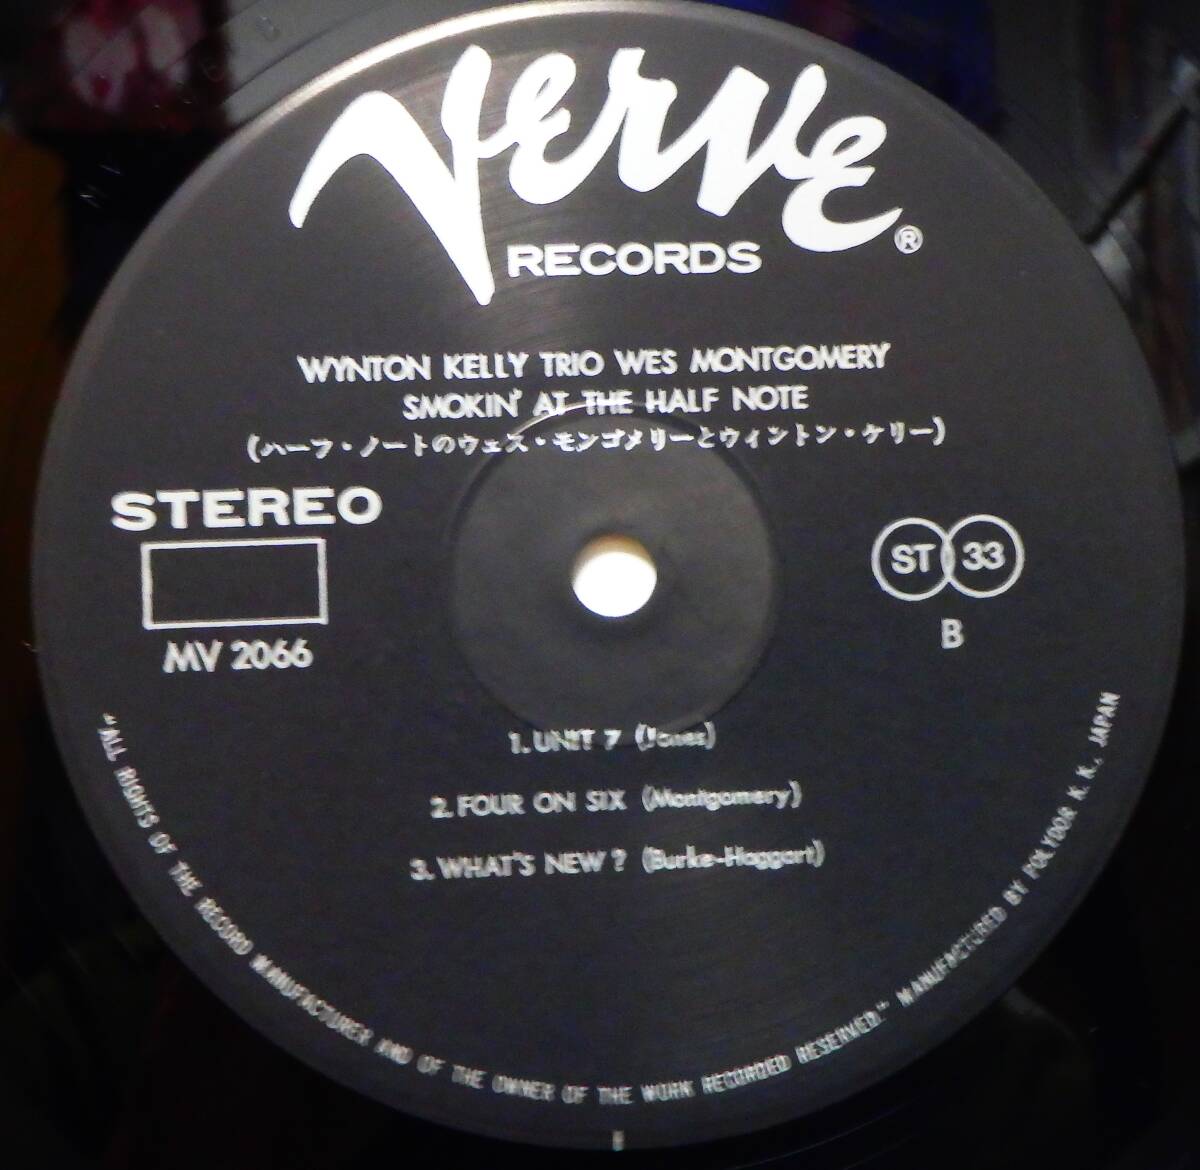 Verve
RECORDS ®
WYNTON KELLY TRIO WES MONTGOMERY
SMOKIN' AT THE HALF NOTE
(ハーフ・ノートのウェス・モンゴメリーとウィントン・ケリー)
STEREO
MV 2066
ST 33
B
1. UNIT 7 (Jones)
2. FOUR ON SIX (Montgomery)
3. WHAT'S NEW? (Burke-Haggart)
"ALL RIGHTS OF THE RECORD MANUFACTURER AND OF THE OWNER OF THE WORK RECORDED RESERVED." MANUFACTURED BY POLYDOR K. K. JAPAN